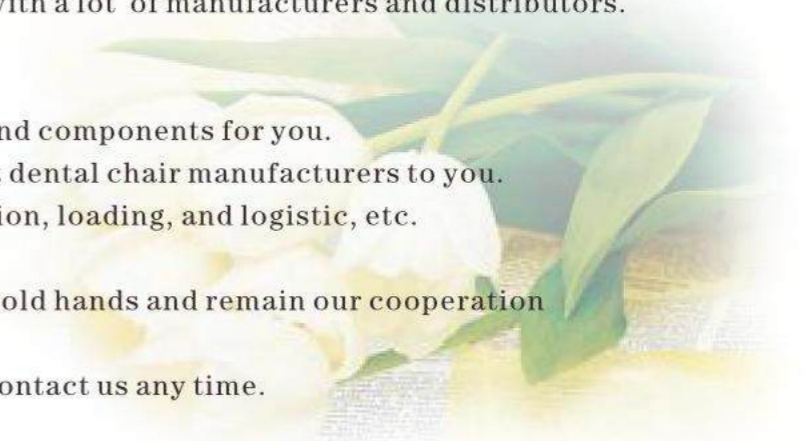 with a lot of manufacturers and distributors.
nd components for you.
dental chair manufacturers to you.
ion, loading, and logistic, etc.
old hands and remain our cooperation
ontact us any time.